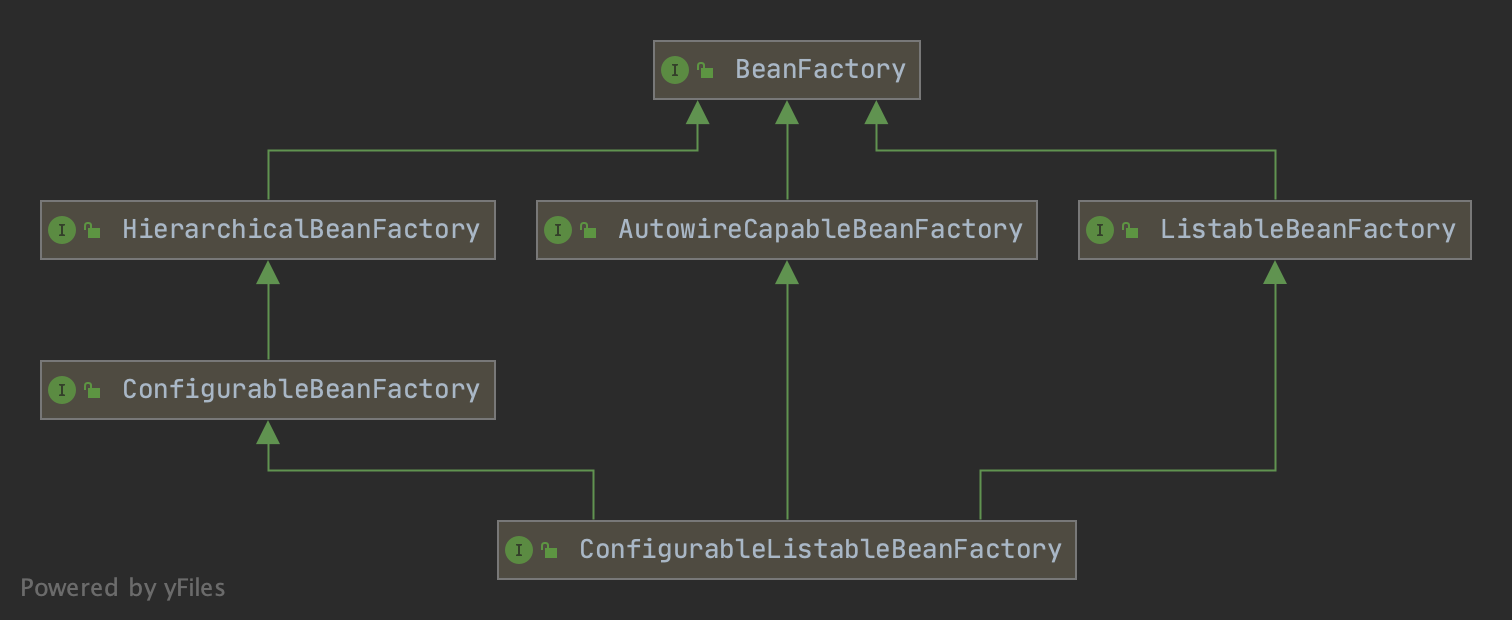 I BeanFactory
I HierarchicalBeanFactory
I AutowireCapableBeanFactory
I ListableBeanFactory
I ConfigurableBeanFactory
I ConfigurableListableBeanFactory
Powered by yFiles